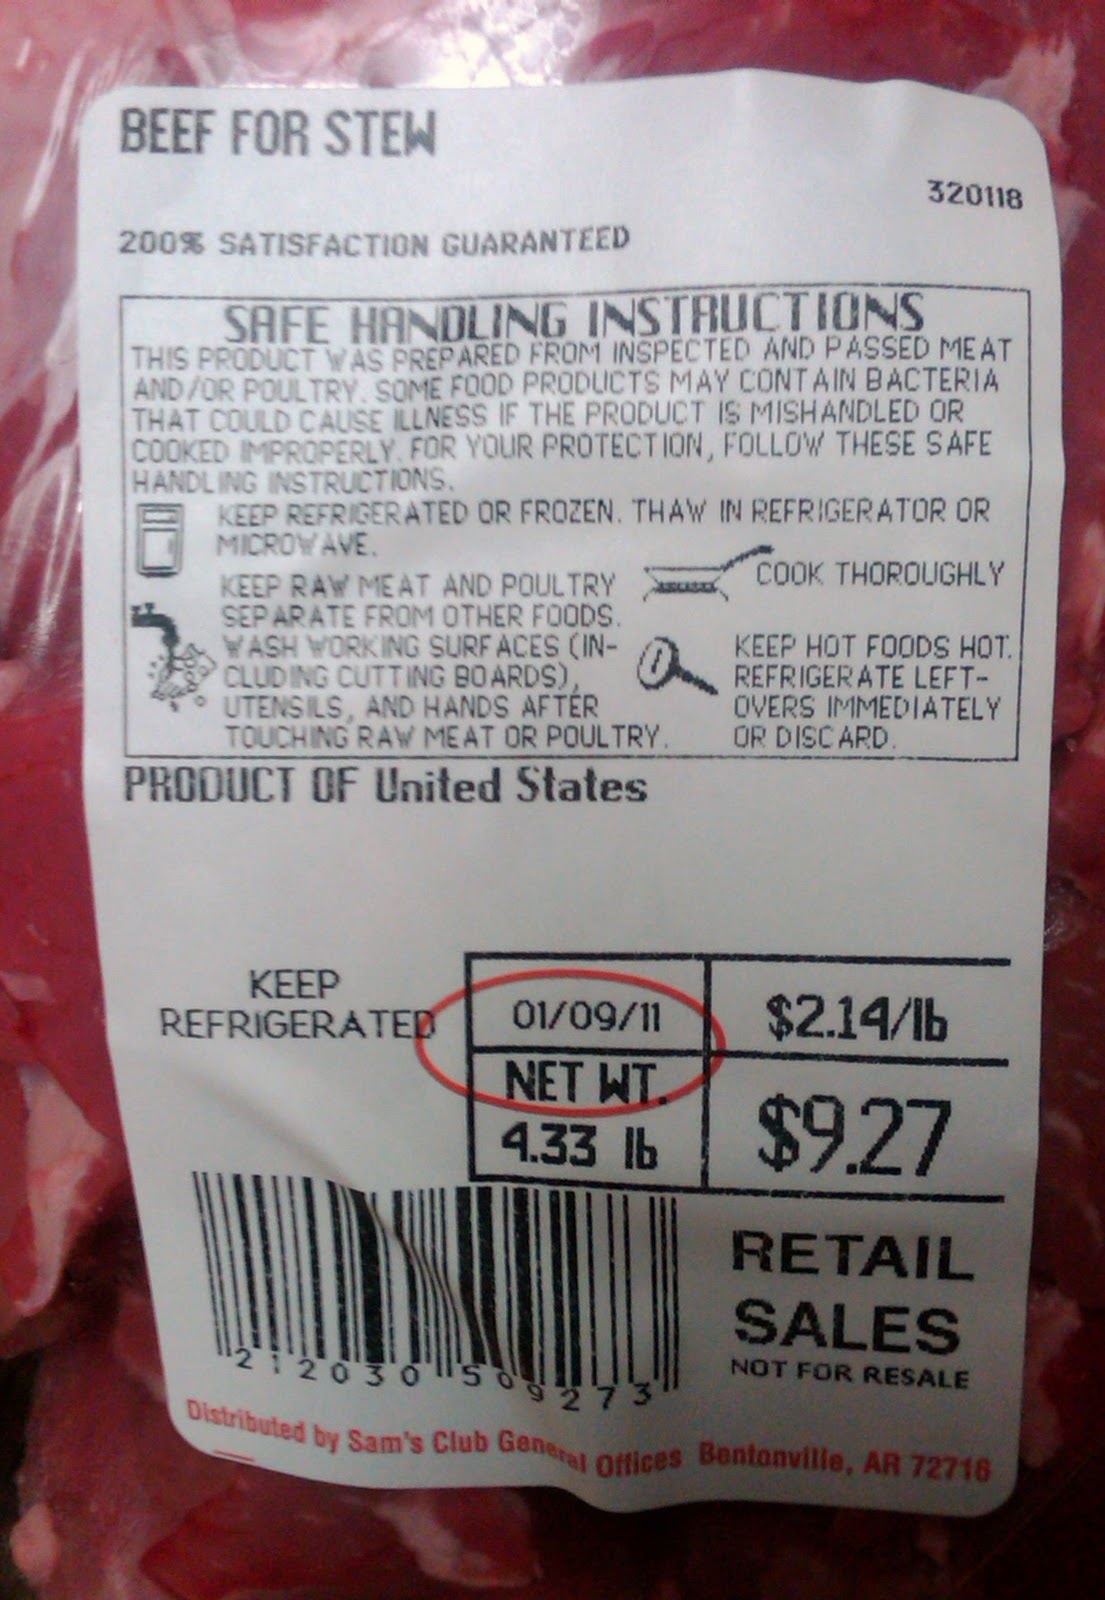 BEEF FOR STEW
320118
200% SATISFACTION GUARANTEED
SAFE HANDLING INSTRUCTIONS
THIS PRODUCT WAS PREPARED FROM INSPECTED AND PASSED MEAT
AND/OR POULTRY. SOME FOOD PRODUCTS MAY CONTAIN BACTERIA
THAT COULD CAUSE ILLNESS IF THE PRODUCT IS MISHANDLED OR
COOKED IMPROPERLY. FOR YOUR PROTECTION, FOLLOW THESE SAFE
HANDLING INSTRUCTIONS.
KEEP REFRIGERATED OR FROZEN. THAW IN REFRIGERATOR OR
MICROWAVE.
KEEP RAW MEAT AND POULTRY
SEPARATE FROM OTHER FOODS.
WASH WORKING SURFACES (IN-
CLUDING CUTTING BOARDS),
UTENSILS, AND HANDS AFTER
TOUCHING RAW MEAT OR POULTRY.
COOK THOROUGHLY
KEEP HOT FOODS HOT.
REFRIGERATE LEFT-
OVERS IMMEDIATELY
OR DISCARD.
PRODUCT OF United States
KEEP
REFRIGERATED
01/09/11
$2.14/lb
NET WT.
4.33 lb
$9.27
RETAIL
SALES
NOT FOR RESALE
2 12030 509273
Distributed by Sam's Club General Offices Bentonville, AR 72716